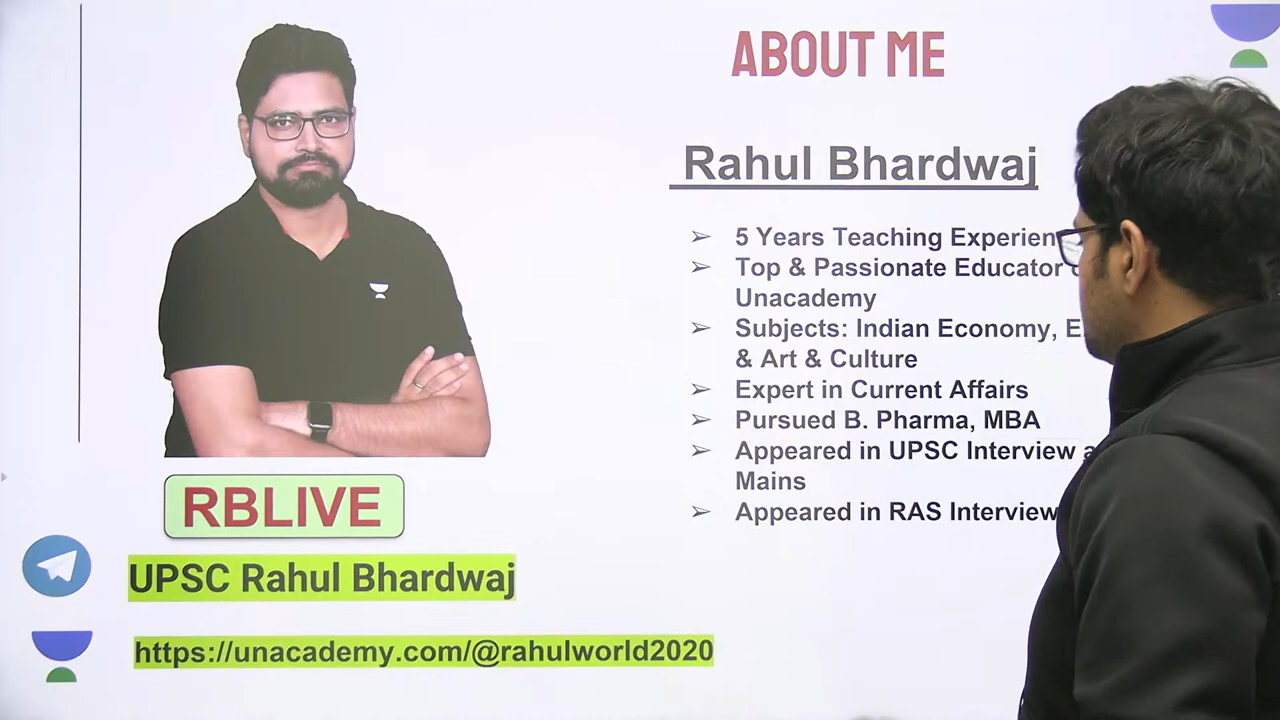 ABOUT ME
Rahul Bhardwaj
➢ 5 Years Teaching
➢ Top & Passionate Educator
Unacademy
➢ Subjects: Indian Economy,
& Art & Culture
➢ Expert in Current Affairs
➢ Pursued B. Pharma, MBA
➢ Appeared in UPSC Interview
Mains
➢ Appeared in RAS Interview
RBLIVE
UPSC Rahul Bhardwaj
https://unacademy.com/@rahulworld2020